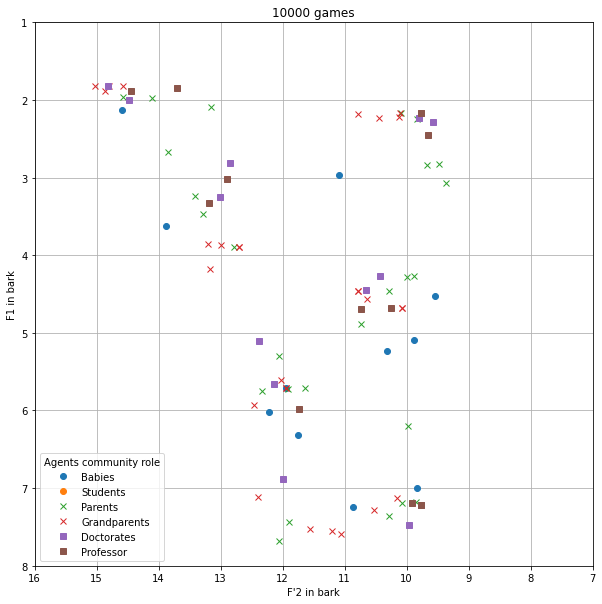 10000 games
1
2
3
4
5
6
7
8
F1 in bark
Agents community role
Babies
Students
Parents
Grandparents
Doctorates
Professor
16 15 14 13 12 11 10 9 8 7
F'2 in bark